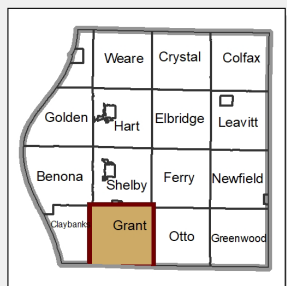 Weare Crystal Colfax
Golden Hart Elbridge Leavitt
Benona Shelby Ferry Newfield
Claybanks Grant Otto Greenwood